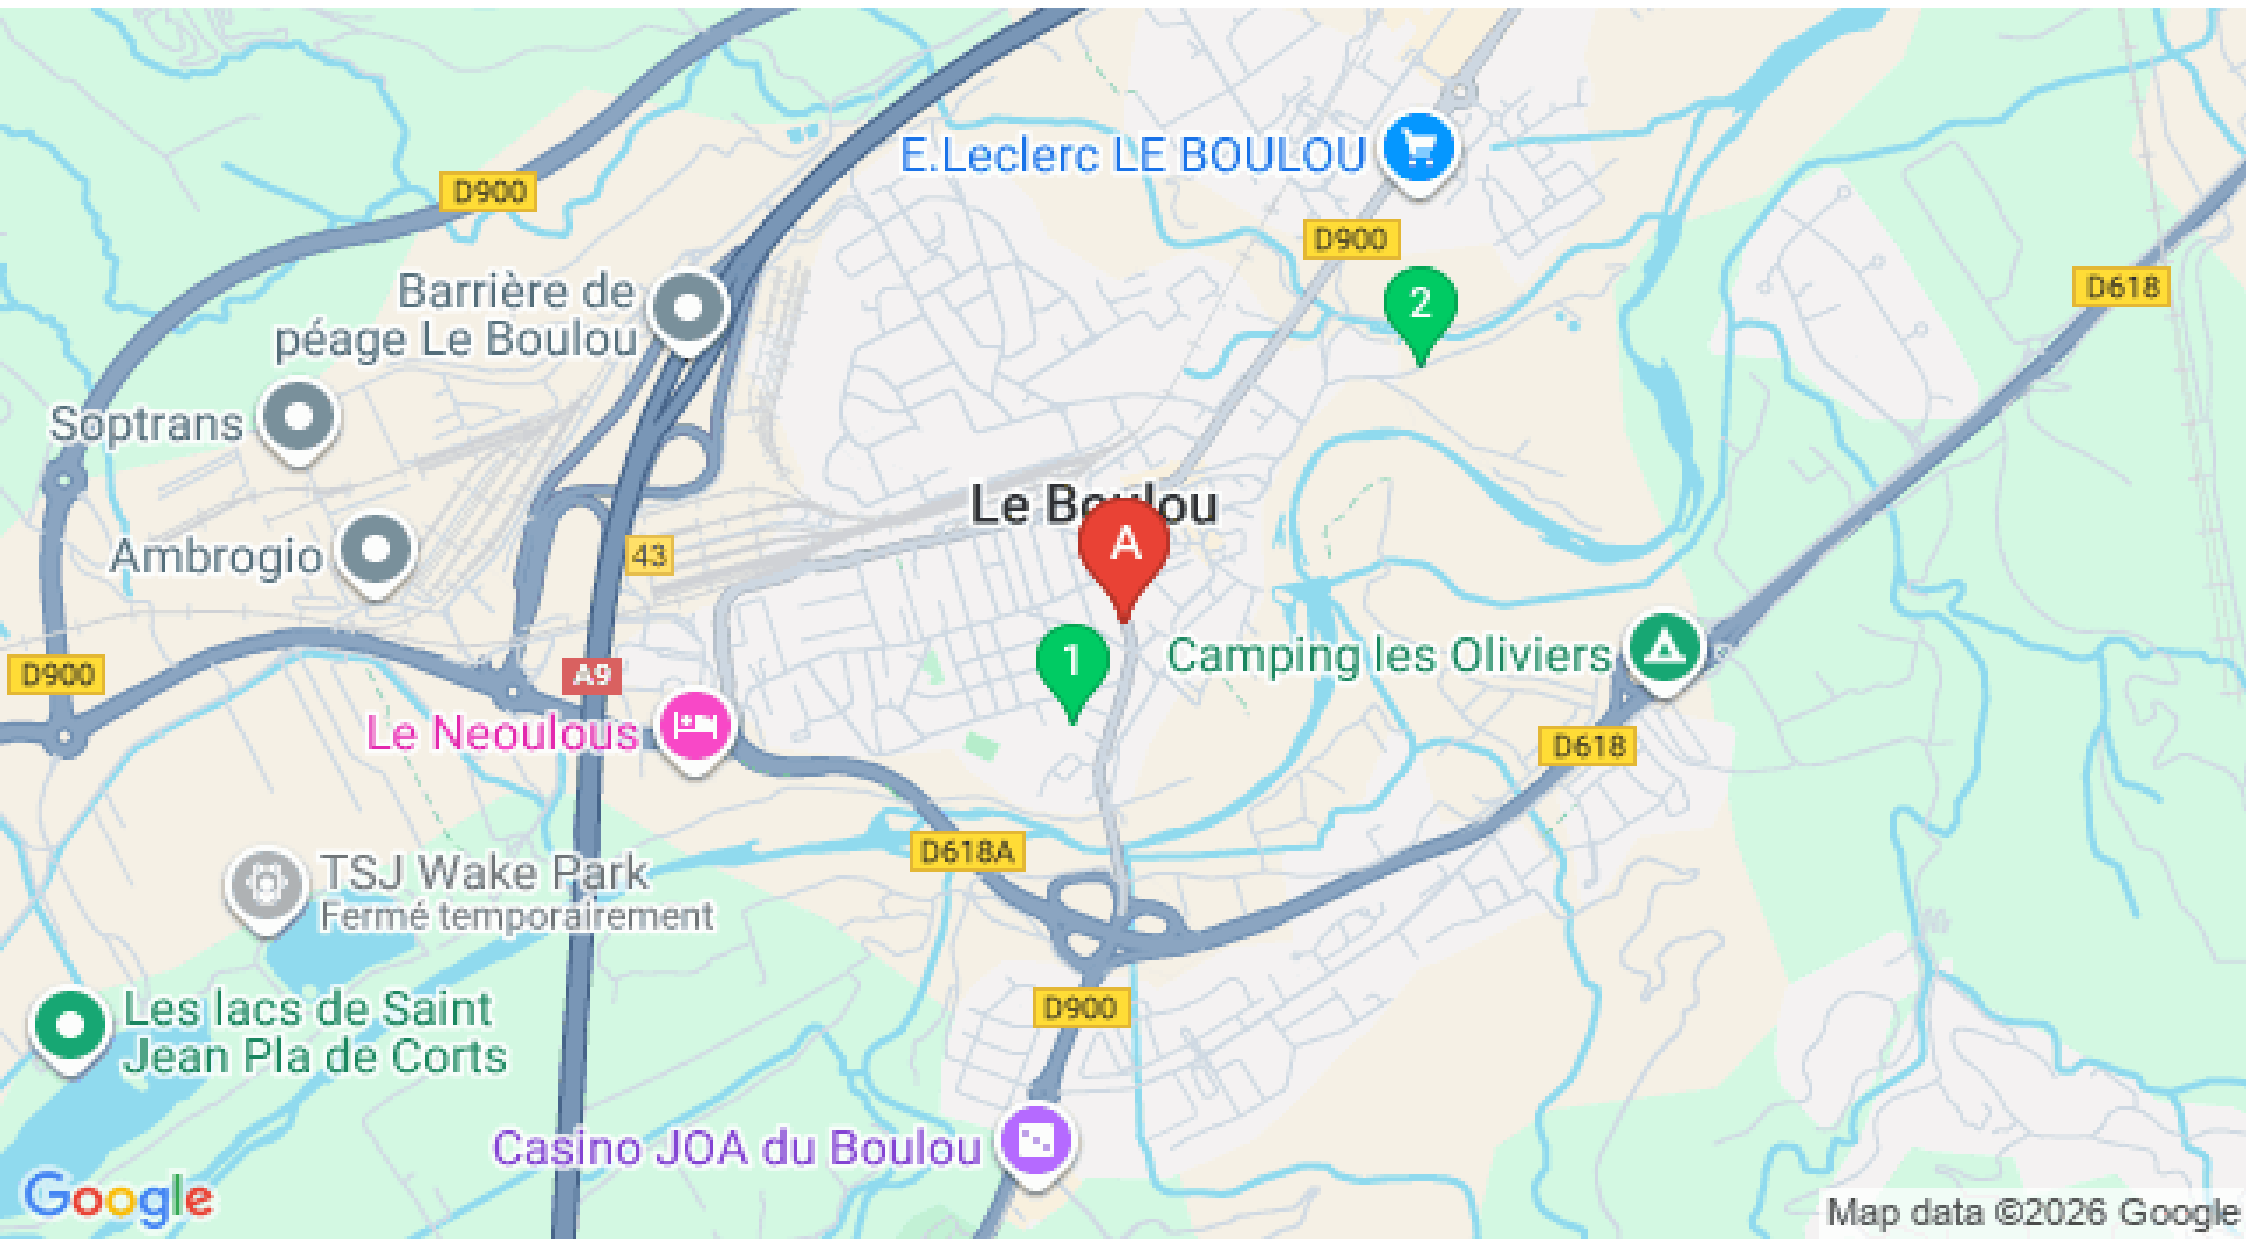 E.Leclerc LE BOULOU
D900
D900
Barrière de
péage Le Boulou
2
D618
Soptrans
Le Boulou
A
Ambrogio
43
1
Camping les Oliviers
D900
A9
Le Neoulous
D618
D618A
TSJ Wake Park
Fermé temporairement
Les lacs de Saint
Jean Pla de Corts
D900
Casino JOA du Boulou
Google
Map data ©2026 Google